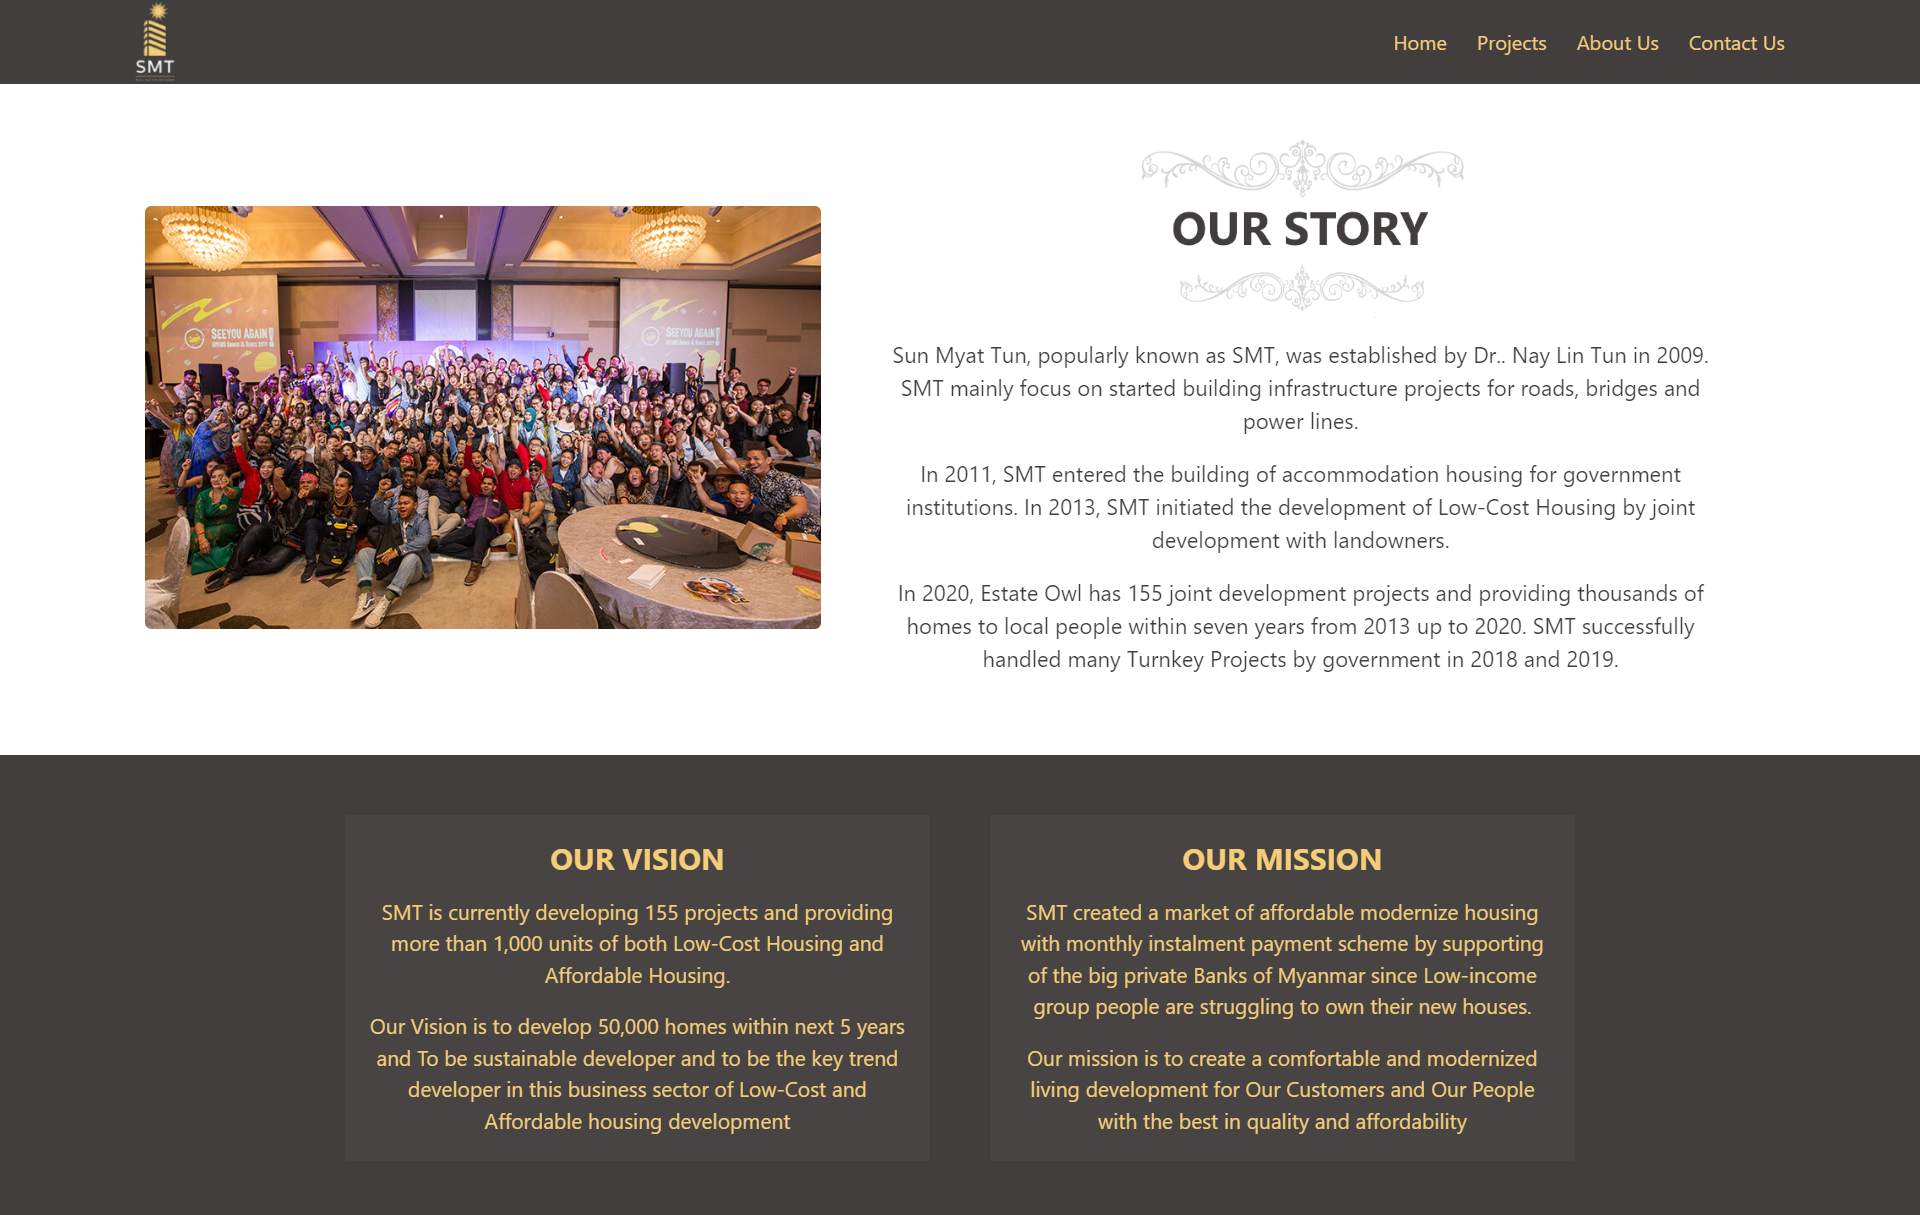 SMT
Home Projects About Us Contact Us
SEEYOU AGAIN!
SEEYOU AGAIN!
OUR STORY
Sun Myat Tun, popularly known as SMT, was established by Dr.. Nay Lin Tun in 2009.
SMT mainly focus on started building infrastructure projects for roads, bridges and
power lines.
In 2011, SMT entered the building of accommodation housing for government
institutions. In 2013, SMT initiated the development of Low-Cost Housing by joint
development with landowners.
In 2020, Estate Owl has 155 joint development projects and providing thousands of
homes to local people within seven years from 2013 up to 2020. SMT successfully
handled many Turnkey Projects by government in 2018 and 2019.
OUR VISION
SMT is currently developing 155 projects and providing
more than 1,000 units of both Low-Cost Housing and
Affordable Housing.
Our Vision is to develop 50,000 homes within next 5 years
and To be sustainable developer and to be the key trend
developer in this business sector of Low-Cost and
Affordable housing development
OUR MISSION
SMT created a market of affordable modernize housing
with monthly instalment payment scheme by supporting
of the big private Banks of Myanmar since Low-income
group people are struggling to own their new houses.
Our mission is to create a comfortable and modernized
living development for Our Customers and Our People
with the best in quality and affordability